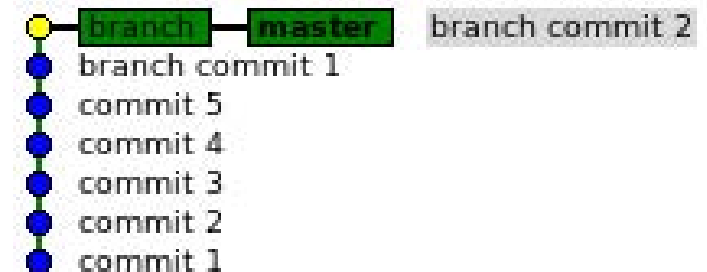 branch master branch commit 2
branch commit 1
commit 5
commit 4
commit 3
commit 2
commit 1